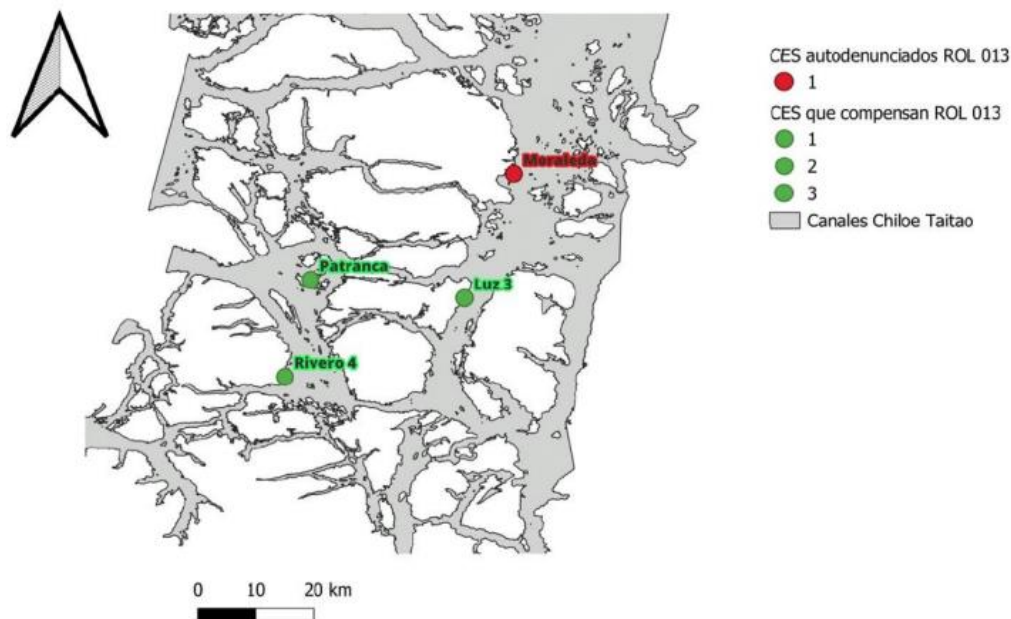 CES autodenunciados ROL 013
1
CES que compensan ROL 013
1
2
3
Canales Chiloe Taitao
Moraleda
Patranca
Luz 3
Rivero 4
0 10 20 km